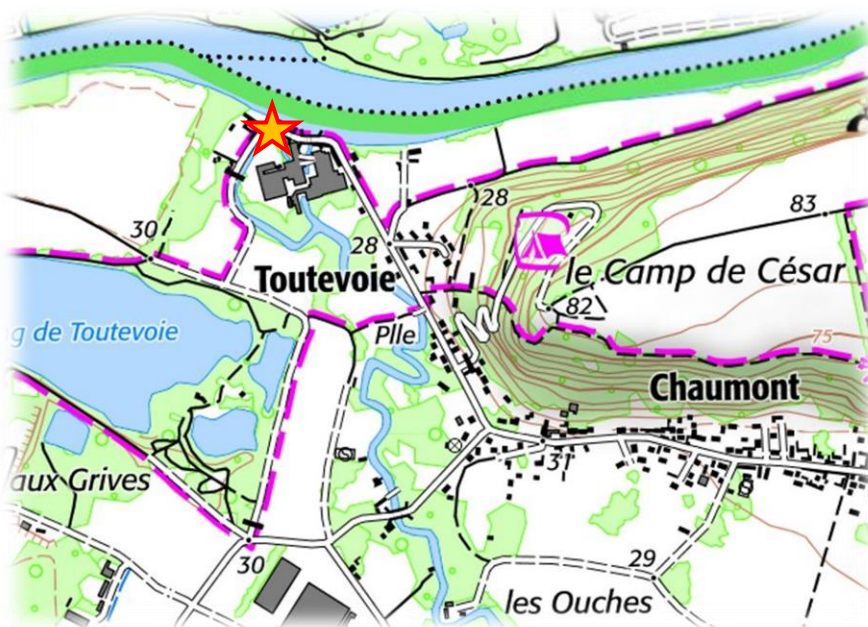 28
83
30
28
Toutevoie
le Camp de César
82
g de Toutevoie
Plle
75
Chaumont
31
aux Grives
30
29
les Ouches